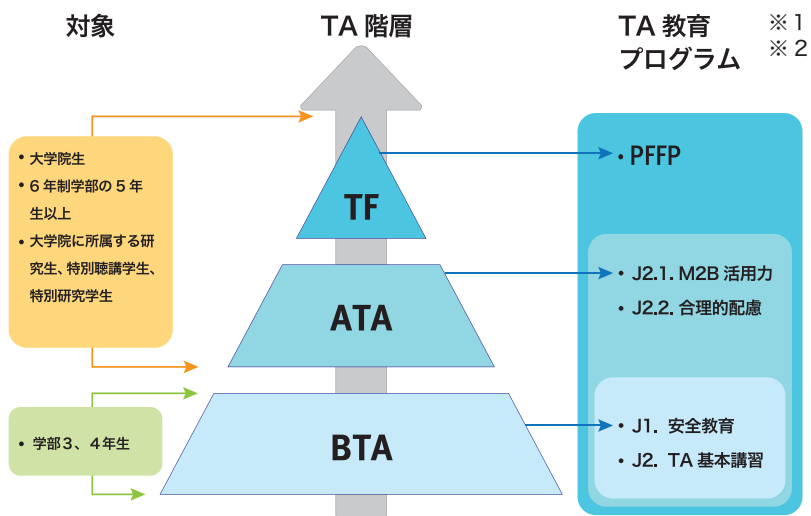 対象
TA 階層
TA 教育
プログラム
※1
※2
• 大学院生
• 6年制学部の5年
生以上
• 大学院に所属する研
究生、特別聴講学生、
特別研究学生
• 学部3、4年生
TF
ATA
BTA
• PFFP
• J2.1. M2B 活用力
• J2.2. 合理的配慮
• J1. 安全教育
• J2. TA 基本講習